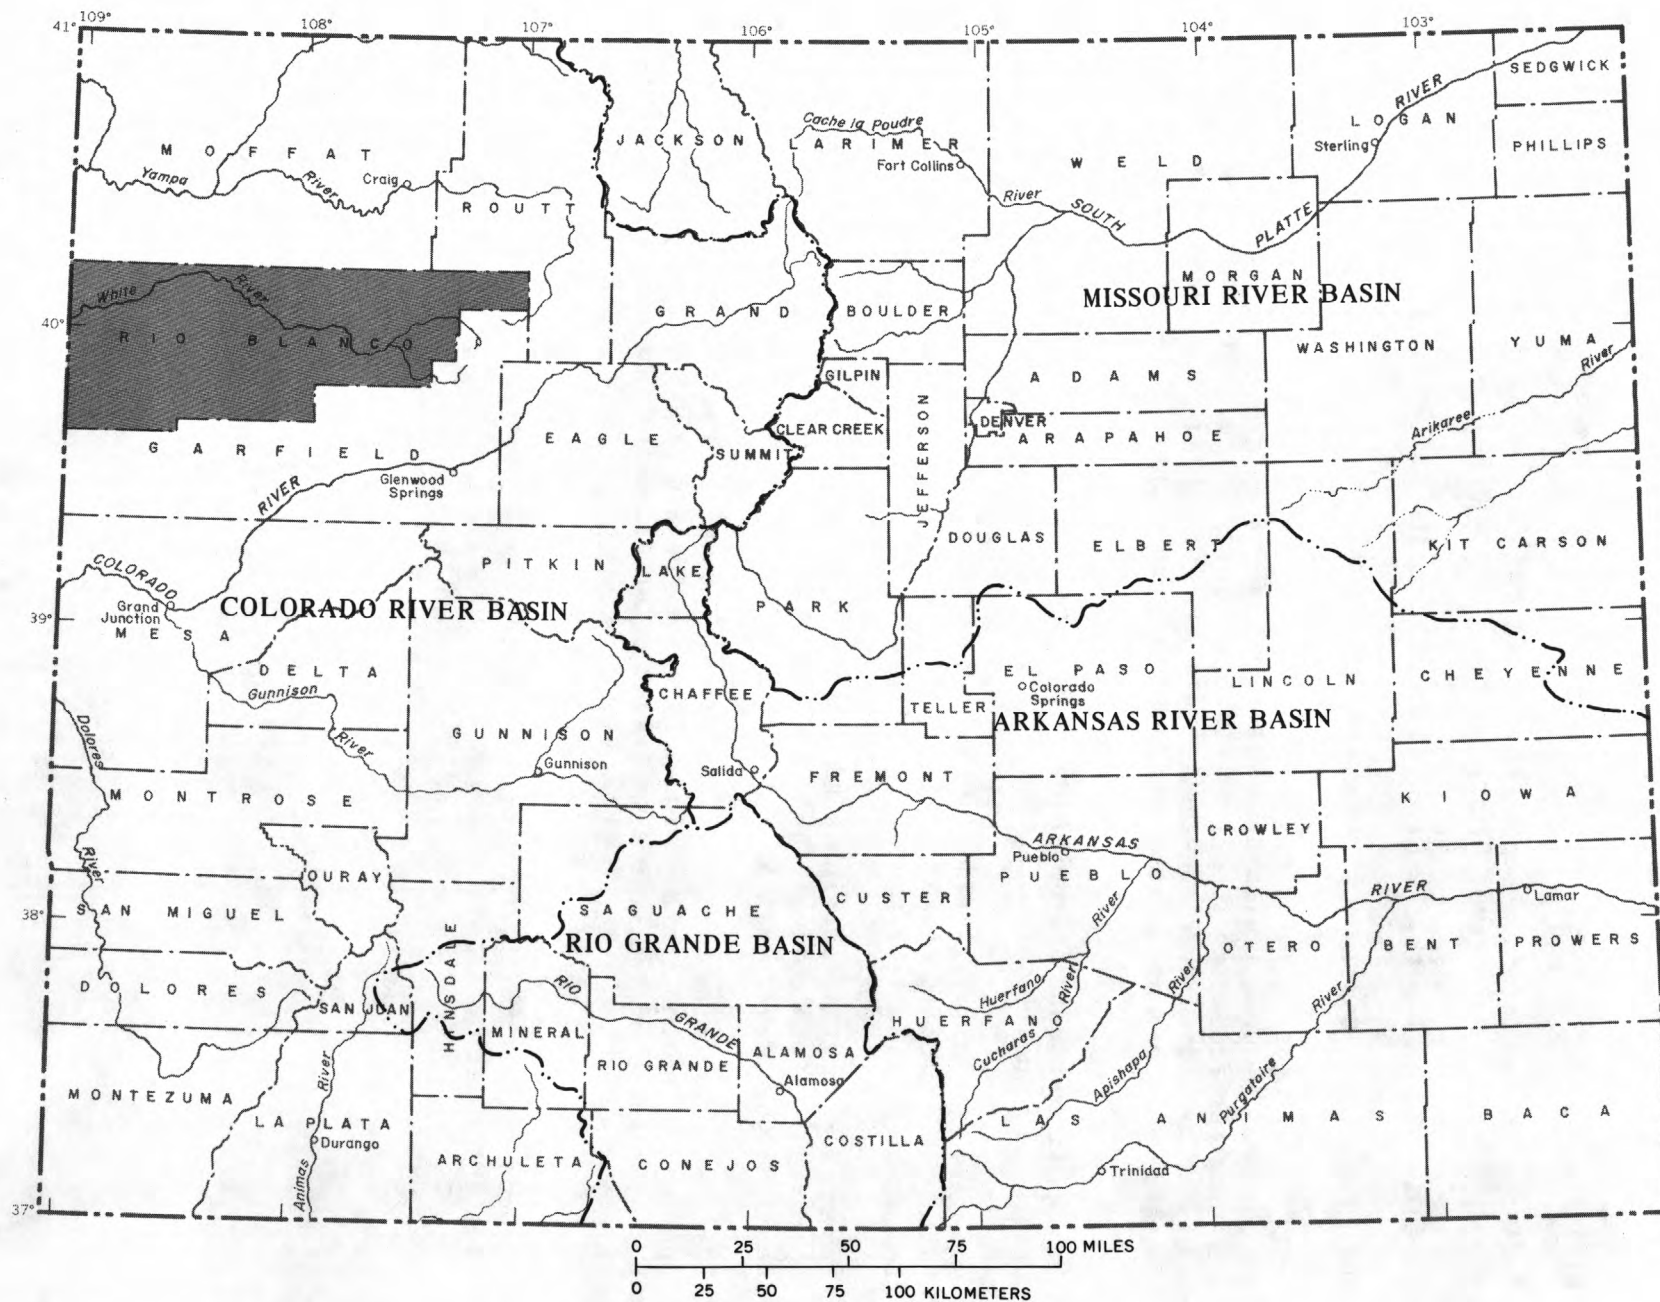 109°
108°
107°
106°
105°
104°
103°
41°
SEDGWICK
RIVER
LOGAN
Sterling
PHILLIPS
Cache la Poudre
JACKSON
LARIMER
Fort Collins
WELD
MOFFAT
Yampa
River
Craig
ROUTT
River
SOUTH
PLATTE
MORGAN
MISSOURI RIVER BASIN
White
River
40°
RIO BLANCO
GRAND
BOULDER
WASHINGTON
YUMA
River
GILPIN
ADAMS
JEFFERSON
DENVER
CLEAR CREEK
ARAPAHOE
Arikaree
EAGLE
SUMMIT
GARFIELD
Glenwood
Springs
RIVER
DOUGLAS
ELBERT
KIT CARSON
PITKIN
LAKE
COLORADO
Grand
Junction
COLORADO RIVER BASIN
PARK
39°
MESA
DELTA
Gunnison
EL PASO
Colorado
Springs
LINCOLN
CHEYENNE
CHAFFEE
TELLER
ARKANSAS RIVER BASIN
Dolores
River
GUNNISON
Gunnison
Salida
FREMONT
MONTROSE
KIOWA
CROWLEY
ARKANSAS
Pueblo
PUEBLO
River
OURAY
RIVER
Lamar
38°
SAN MIGUEL
SAGUACHE
CUSTER
River
RIO GRANDE BASIN
HINSDALE
OTERO
BENT
PROWERS
DOLORES
SAN JUAN
RIO
Huerfano
River
River
River
HUERFANO
MINERAL
GRANDE
ALAMOSA
Cucharas
RIO GRANDE
Alamosa
Apishapa
Purgatoire
MONTEZUMA
River
LA PLATA
Durango
LAS ANIMAS
BACA
COSTILLA
ARCHULETA
CONEJOS
Trinidad
Animas
37°
0 25 50 75 100 MILES
0 25 50 75 100 KILOMETERS